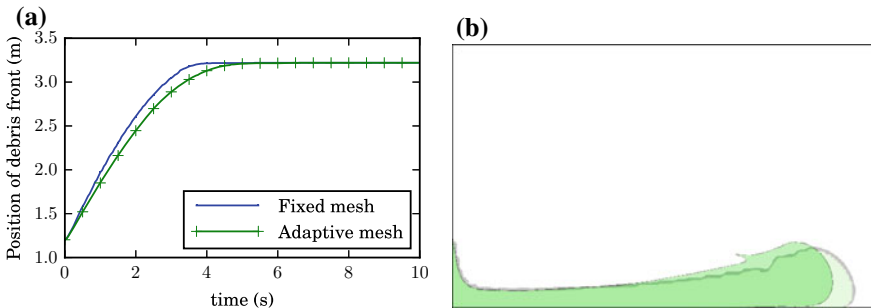 (a)
(b)
3.5
3.0
2.5
2.0
1.5
1.0
Position of debris front (m)
Fixed mesh
Adaptive mesh
0 2 4 6 8 10
time (s)